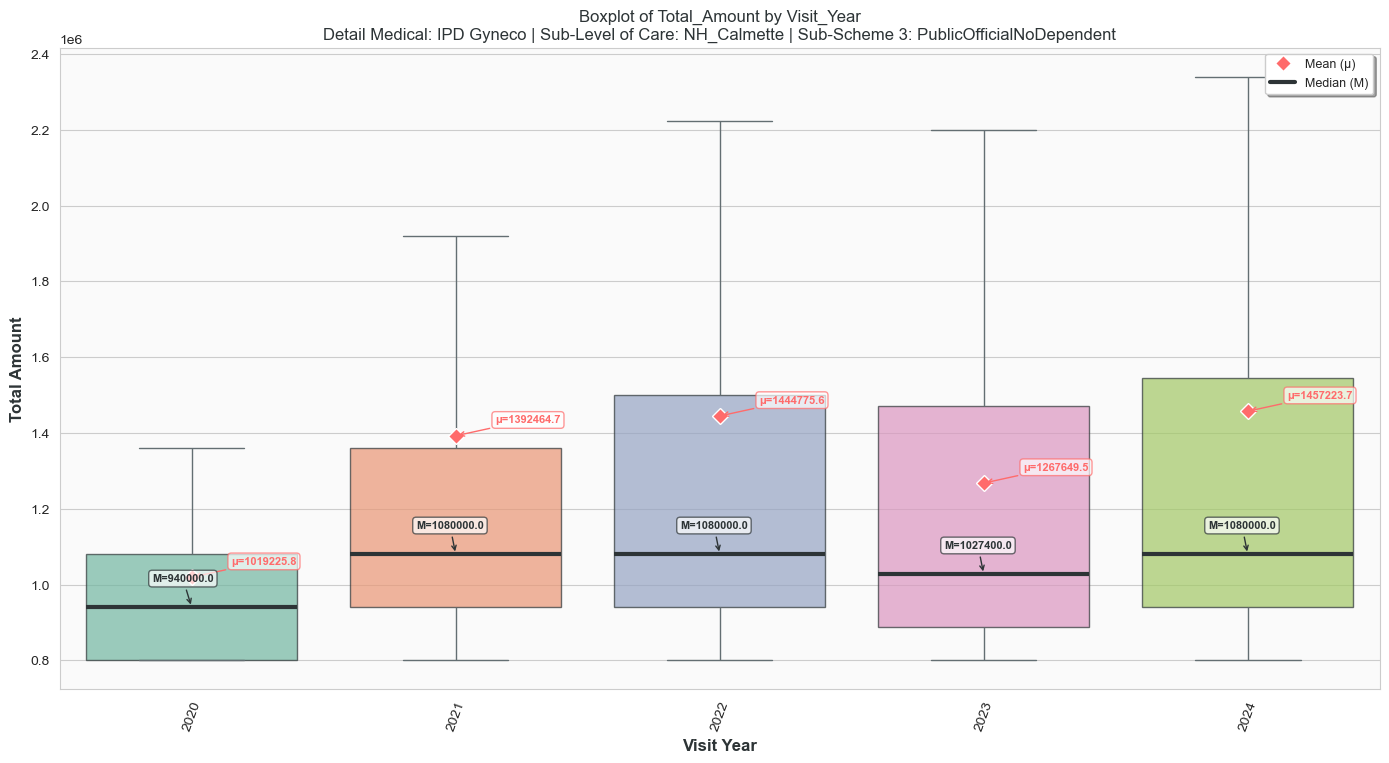 Boxplot of Total_Amount by Visit_Year
Detail Medical: IPD Gyneco | Sub-Level of Care: NH_Calmette | Sub-Scheme 3: PublicOfficialNoDependent
1e6
2.4
2.2
2.0
1.8
1.6
1.4
1.2
1.0
0.8
Total Amount
Mean (μ)
Median (M)
μ=1019225.8
M=940000.0
μ=1392464.7
M=1080000.0
μ=1444775.6
M=1080000.0
μ=1267649.5
M=1027400.0
μ=1457223.7
M=1080000.0
2020
2021
2022
2023
2024
Visit Year